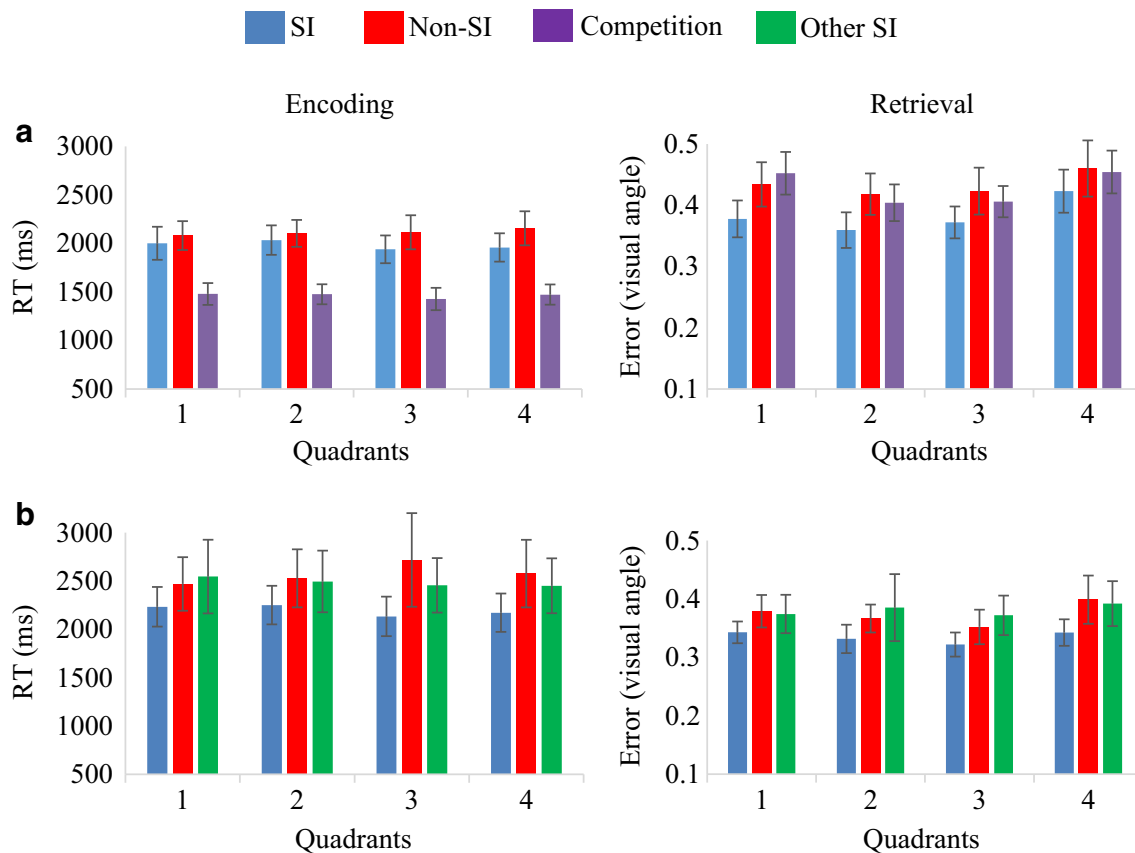 SI Non-SI Competition Other SI
Encoding Retrieval
a
3000
2500
2000
1500
1000
500
RT (ms)
1 2 3 4
Quadrants
0.5
0.4
0.3
0.2
0.1
Error (visual angle)
1 2 3 4
Quadrants
b
3000
2500
2000
1500
1000
500
RT (ms)
1 2 3 4
Quadrants
0.5
0.4
0.3
0.2
0.1
Error (visual angle)
1 2 3 4
Quadrants